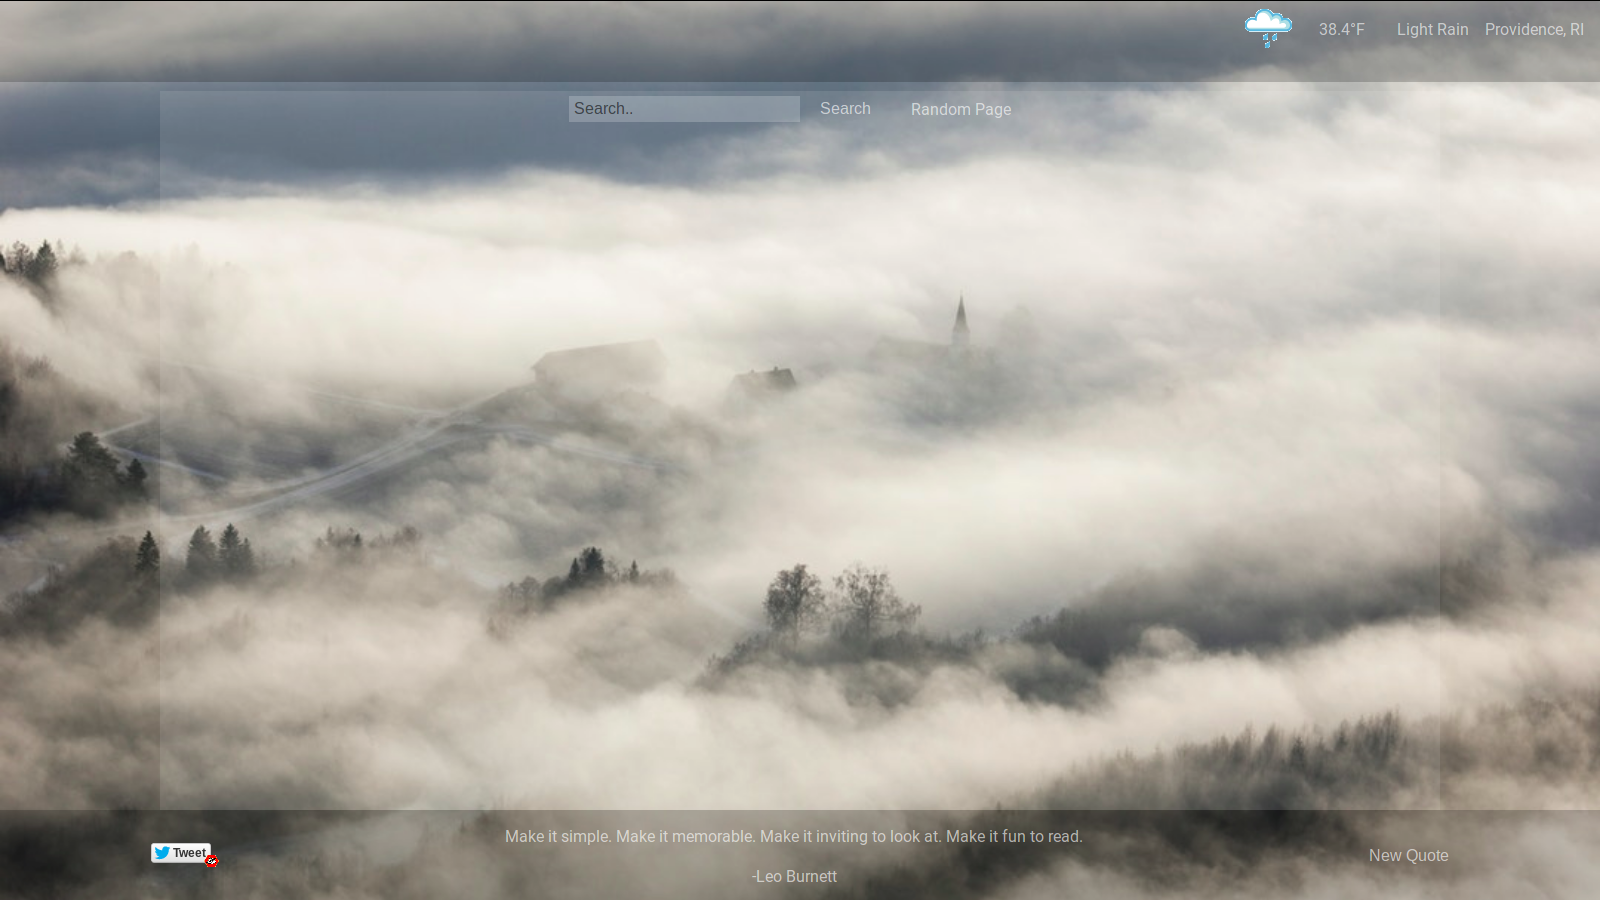 38.4°F Light Rain Providence, RI
Search.. Search Random Page
Make it simple. Make it memorable. Make it inviting to look at. Make it fun to read.
Tweet
New Quote
-Leo Burnett